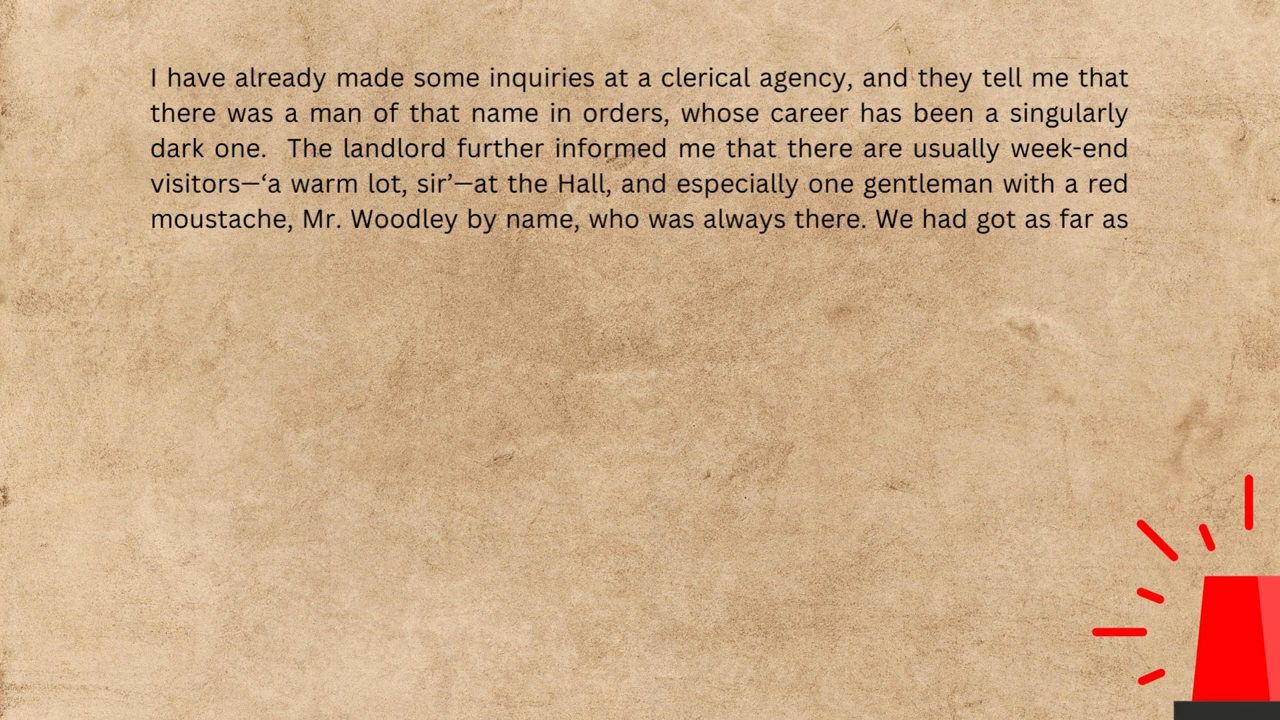 I have already made some inquiries at a clerical agency, and they tell me that
there was a man of that name in orders, whose career has been a singularly
dark one.  The landlord further informed me that there are usually week-end
visitors—‘a warm lot, sir’—at the Hall, and especially one gentleman with a red
moustache, Mr. Woodley by name, who was always there. We had got as far as